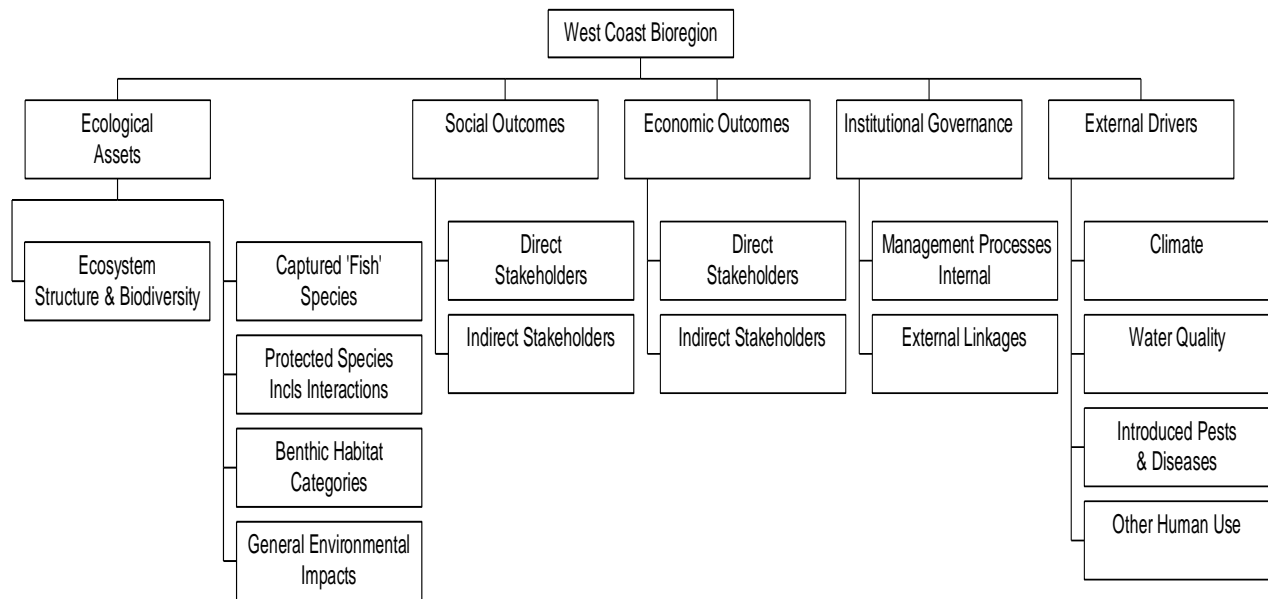 West Coast Bioregion
Ecological
Assets
Social Outcomes
Economic Outcomes
Institutional Governance
External Drivers
Ecosystem
Structure & Biodiversity
Captured 'Fish'
Species
Protected Species
Incls Interactions
Benthic Habitat
Categories
General Environmental
Impacts
Direct
Stakeholders
Indirect Stakeholders
Direct
Stakeholders
Indirect Stakeholders
Management Processes
Internal
External Linkages
Climate
Water Quality
Introduced Pests
& Diseases
Other Human Use